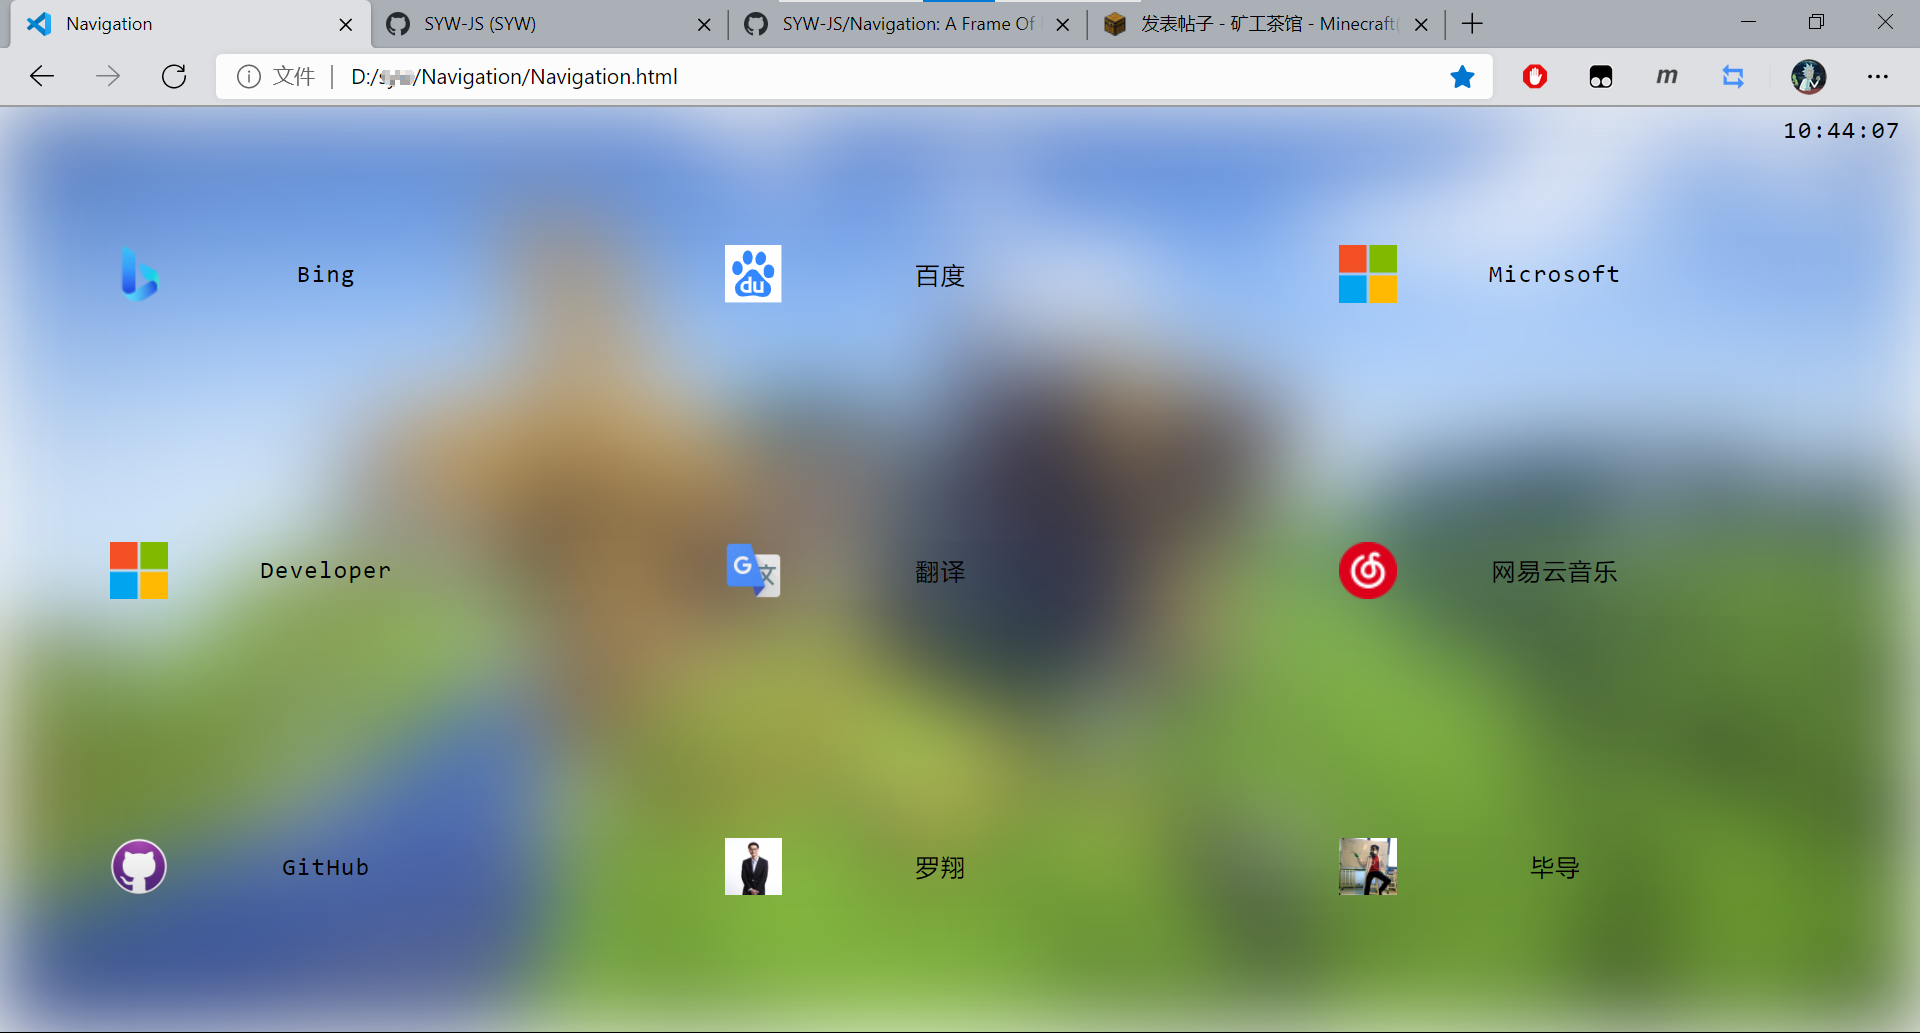 Navigation
SYW-JS (SYW)
SYW-JS/Navigation: A Frame Of
发表帖子 - 矿工茶馆 - Minecraft(
文件 | D:/ /Navigation/Navigation.html
m
10:44:07
Bing
du
百度
Microsoft
Developer
G 文
翻译
网易云音乐
GitHub
罗翔
毕导